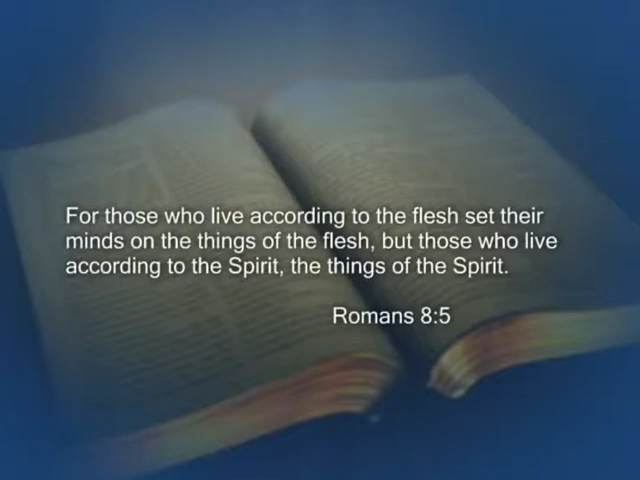 For those who live according to the flesh set their
minds on the things of the flesh, but those who live
according to the Spirit, the things of the Spirit.
Romans 8:5